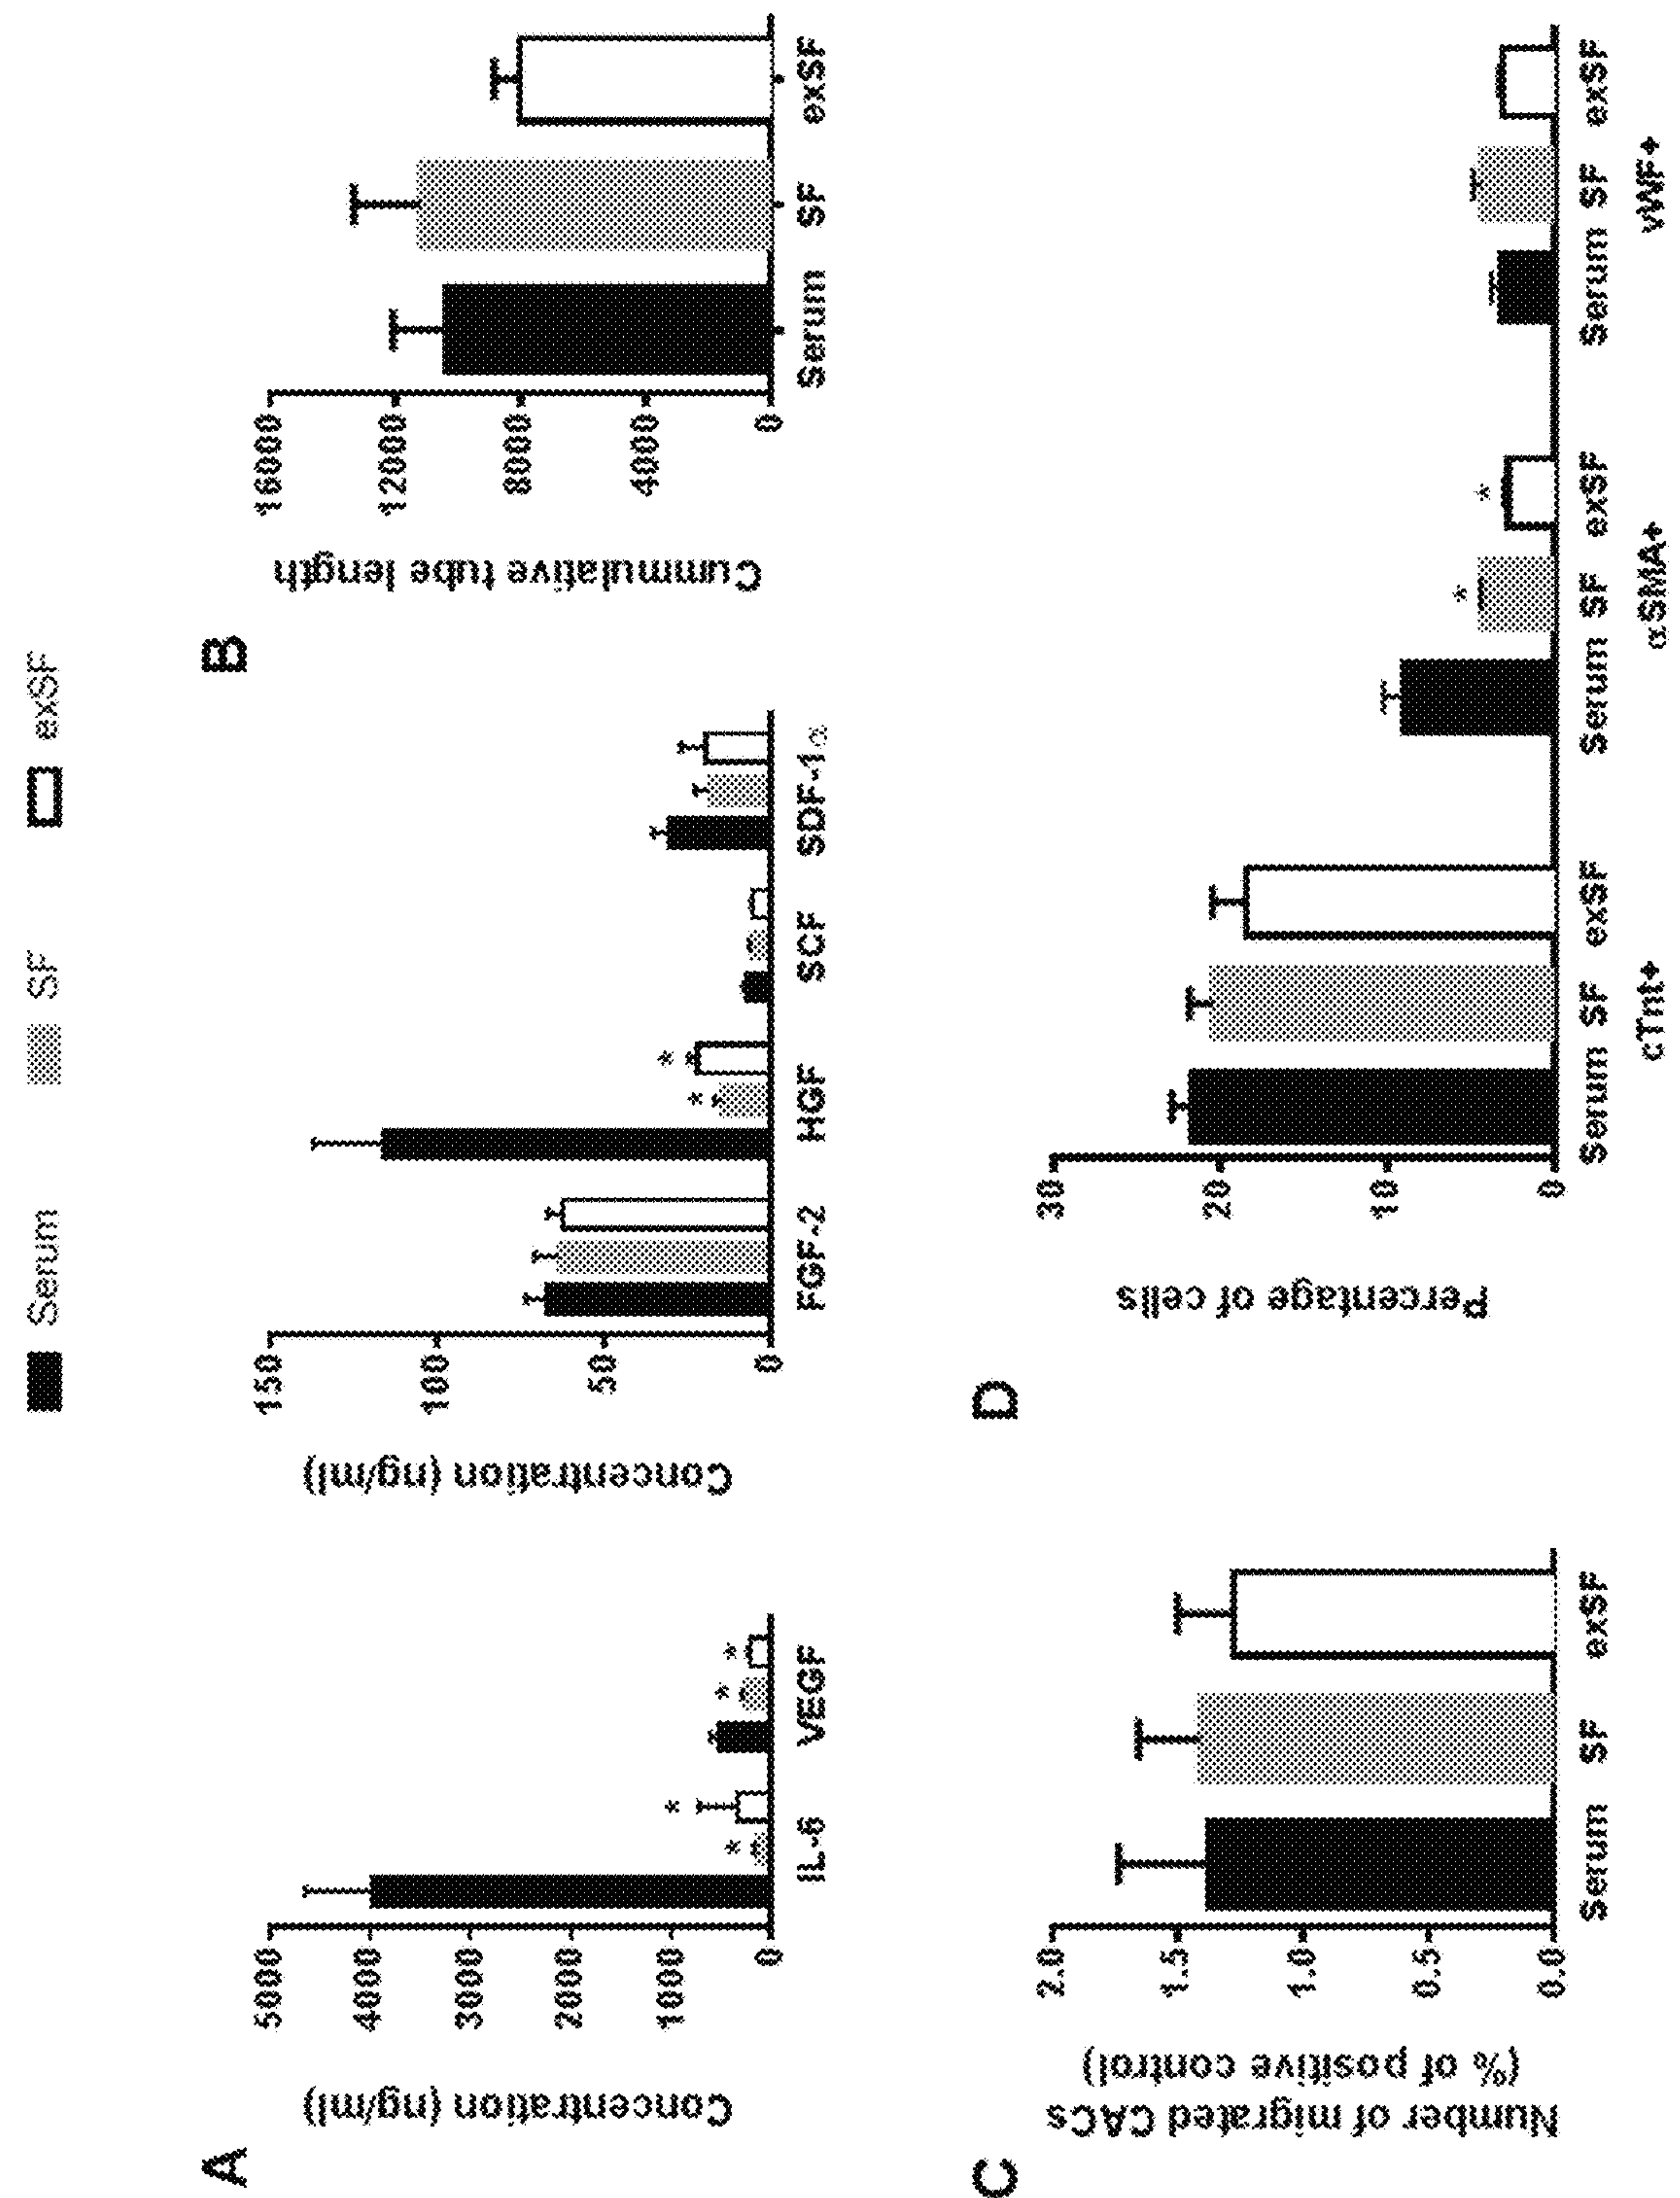 Serum SF exSF
A
Concentration (ng/ml)
5000
4000
3000
2000
1000
0
IL-6 VEGF
Concentration (ng/ml)
150
100
50
0
FGF-2 HGF SCF SDF-1α
* * * * * *
B
Cummulative tube length
16000
12000
8000
4000
0
Serum SF exSF
C
Number of migrated CACs
(% of positive control)
2.0
1.5
1.0
0.5
0.0
Serum SF exSF
D
Percentage of cells
30
20
10
0
* *
Serum SF exSF Serum SF exSF Serum SF exSF
cTnt+ αSMA+ vWF+